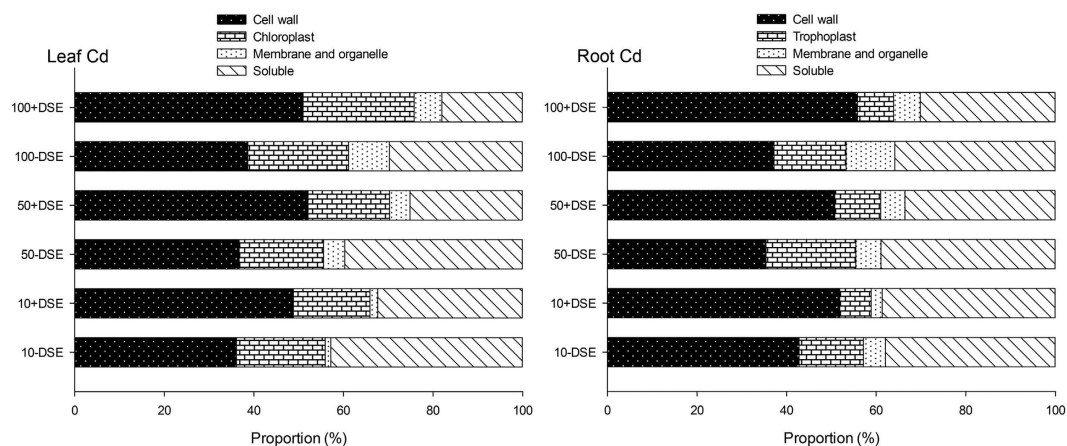 Cell wall
Chloroplast
Membrane and organelle
Soluble
Leaf Cd
100+DSE
100-DSE
50+DSE
50-DSE
10+DSE
10-DSE
0 20 40 60 80 100
Proportion (%)
Cell wall
Trophoplast
Membrane and organelle
Soluble
Root Cd
100+DSE
100-DSE
50+DSE
50-DSE
10+DSE
10-DSE
0 20 40 60 80 100
Proportion (%)